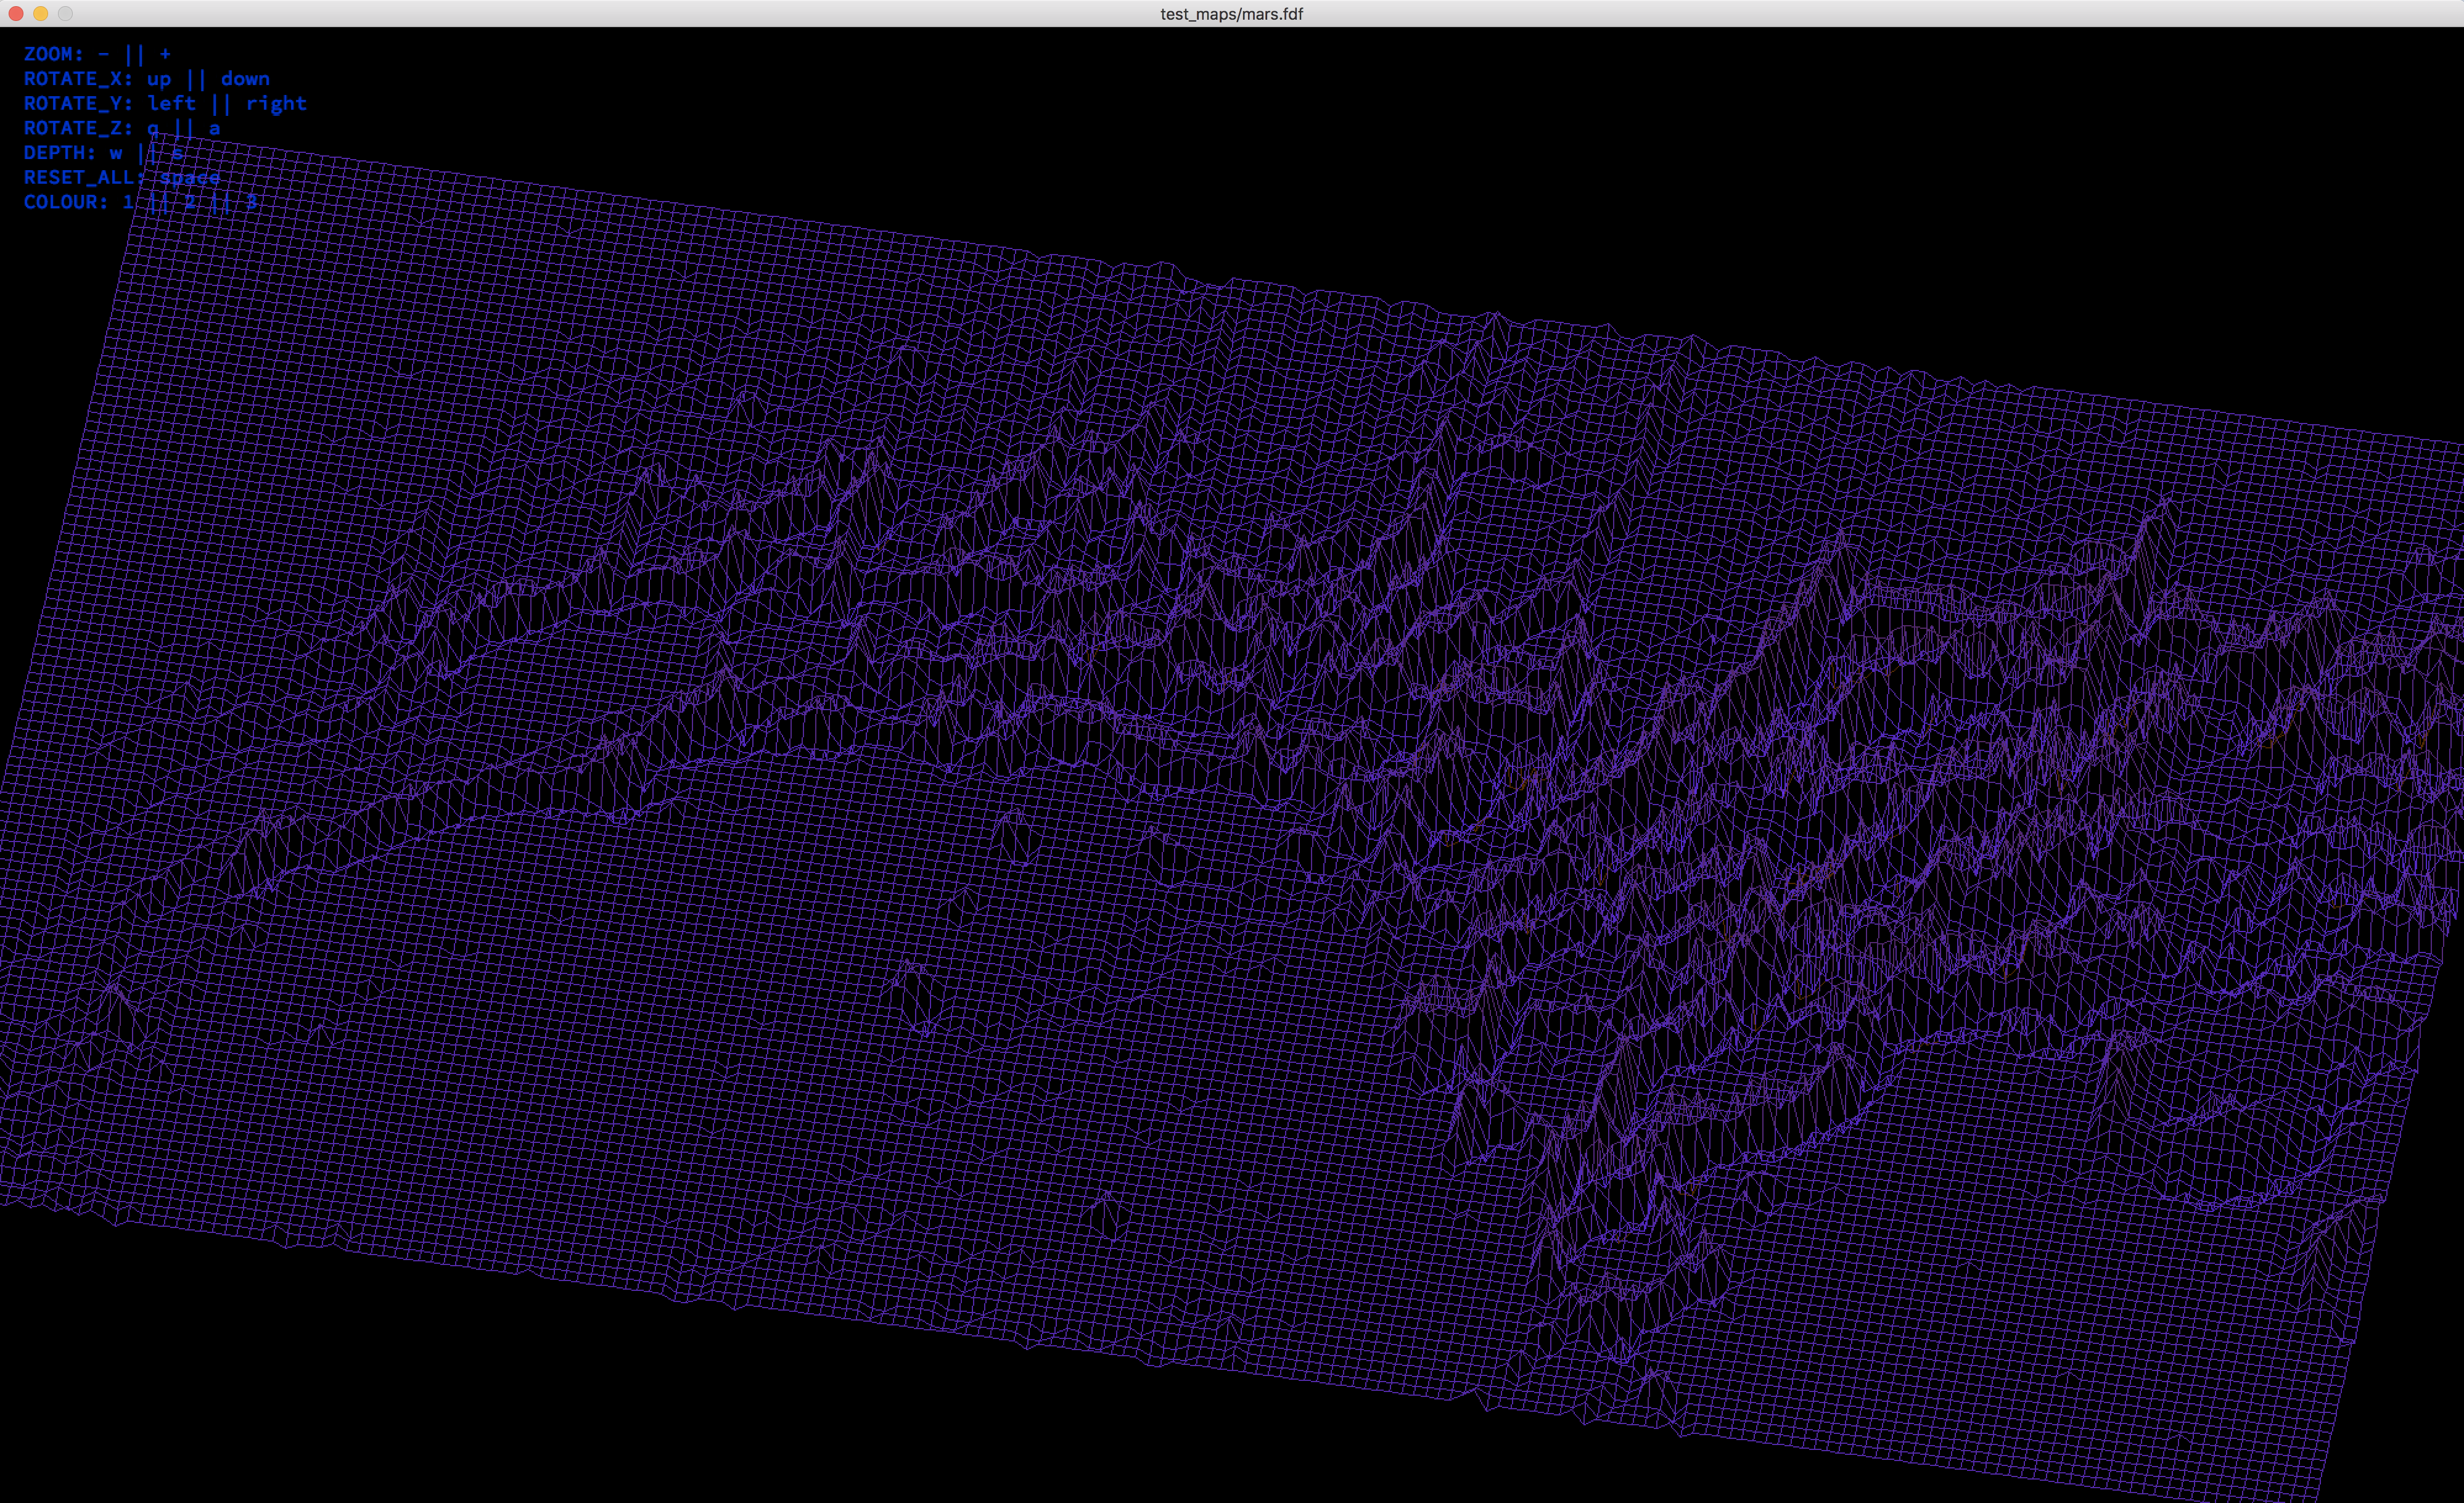 test_maps/mars.fdf
ZOOM: - || +
ROTATE_X: up || down
ROTATE_Y: left || right
ROTATE_Z: q || a
DEPTH: w || s
RESET_ALL: space
COLOUR: 1 || 2 || 3